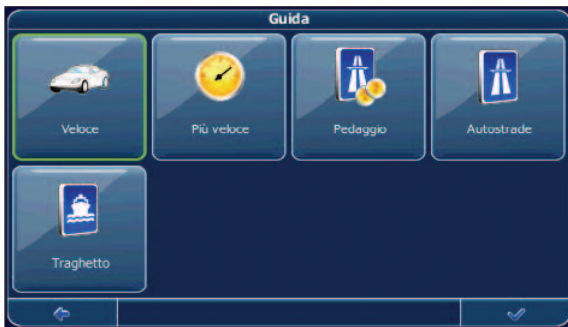 Guida
Veloce
Più veloce
Pedaggio
Autostrade
Traghetto